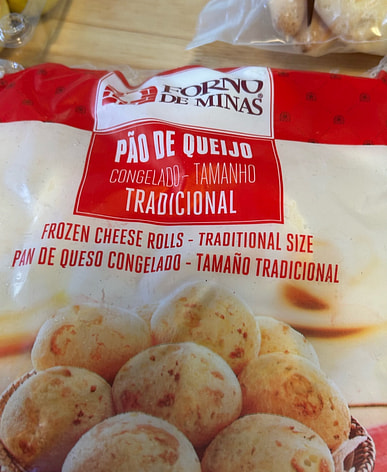 FORNO
DE MINAS®
PÃO DE QUEIJO
CONGELADO - TAMANHO
TRADICIONAL
FROZEN CHEESE ROLLS - TRADITIONAL SIZE
PAN DE QUESO CONGELADO - TAMAÑO TRADICIONAL